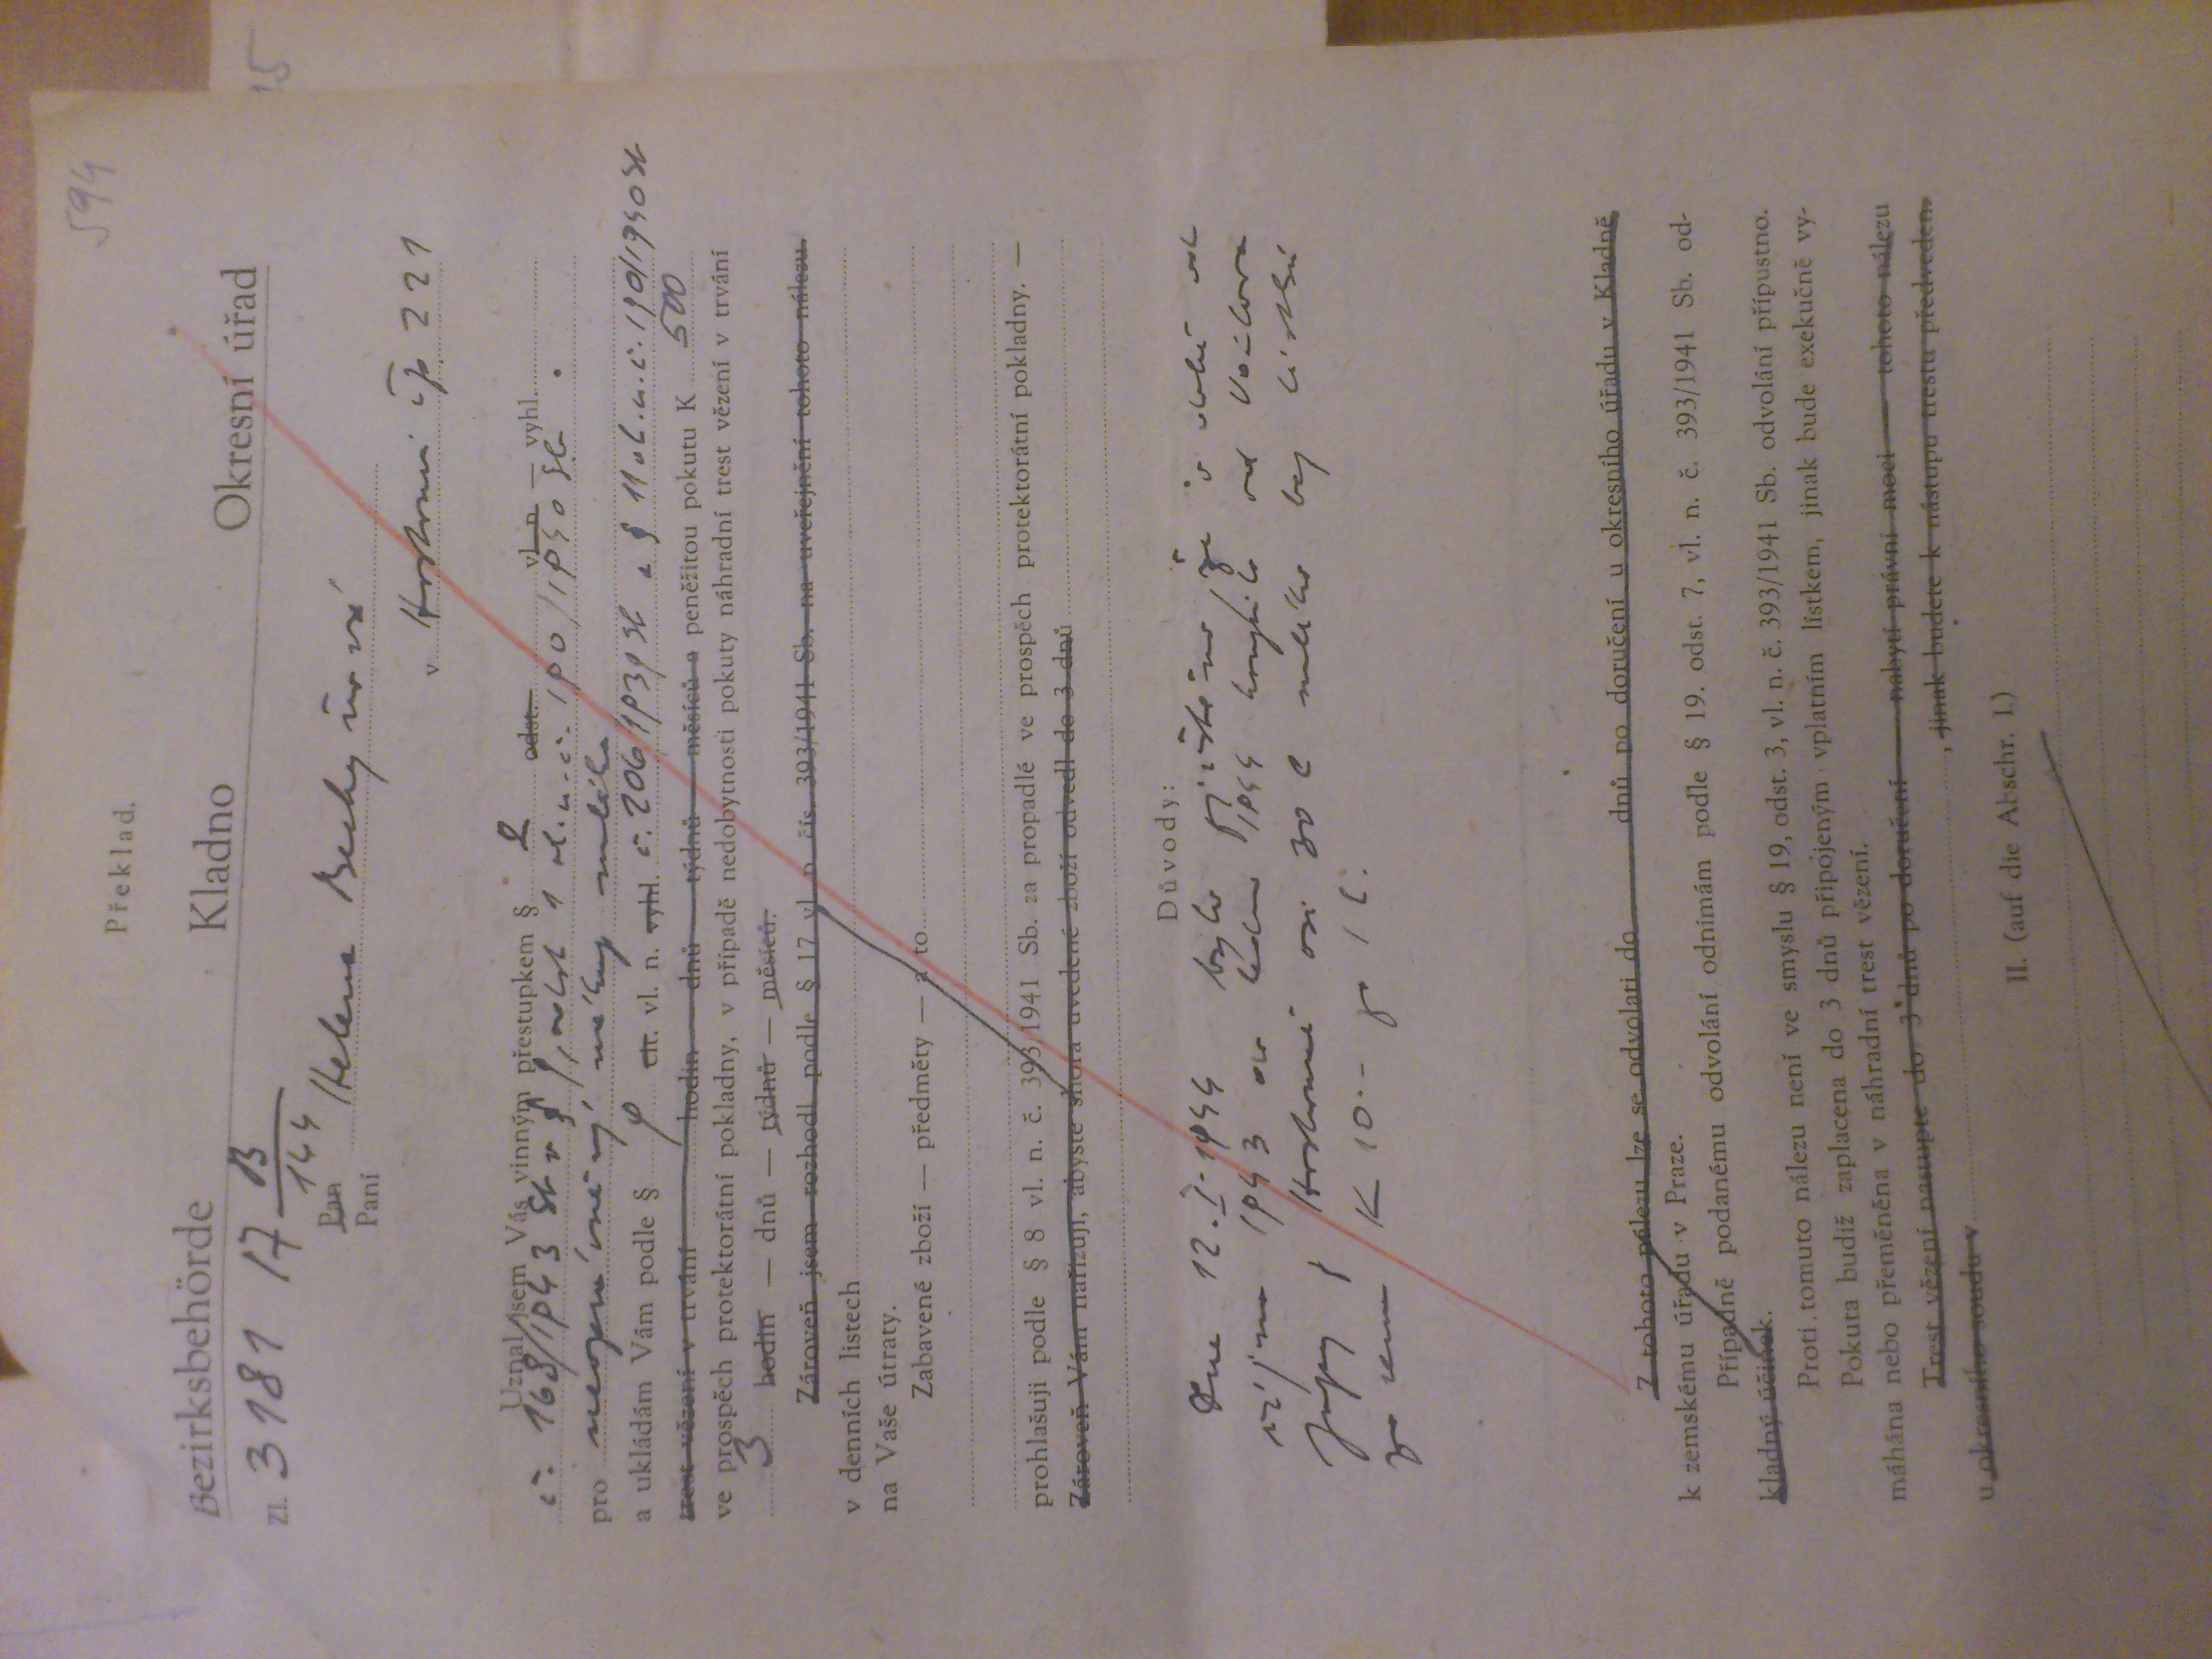 594
Překlad.
Bezirksbehörde Kladno Okresní úřad
Zl. 3181 17 B/144
Pan Helena
Paní
v čp. 221
Uznal jsem Vás vinným přestupkem § 2 odst. vl. n. — vyhl.
č. 168/1943 Sb odst 1 vl. n. č. 190/1940 Sb
pro neoprávněný nákup mléka
a ukládám Vám podle § 9 cit. vl. n. vyhl. č. 206/1939 Sb a § 11 vl. n. č. 190/1940 Sb
trest vězení v trvání hodin dnů týdnů měsíců a peněžitou pokutu K 500
ve prospěch protektorátní pokladny, v případě nedobytnosti pokuty náhradní trest vězení v trvání
3 hodin — dnů — týdnů — měsíců.
Zároveň jsem rozhodl podle § 17 vl. n. čís. 393/1941 Sb. na uveřejnění tohoto nálezu
v denních listech
na Vaše útraty.
Zabavené zboží — předměty — a to
prohlašuji podle § 8 vl. n. č. 393/1941 Sb. za propadlé ve prospěch protektorátní pokladny. —
Zároveň Vám nařizuji, abyste shora uvedené zboží odvedl do 3 dnů
Důvody:
Dne 12. I. 1944 bylo zjištěno, že v době od
října 1943 do ledna 1944 koupila od Václava
z asi 30 l mléka bez lístků
za cenu K 10.- za 1 l.
Z tohoto nálezu lze se odvolati do dnů po doručení u okresního úřadu v Kladně
k zemskému úřadu v Praze.
Případně podanému odvolání odnímám podle § 19. odst. 7, vl. n. č. 393/1941 Sb. od-
kladný účinek.
Proti tomuto nálezu není ve smyslu § 19, odst. 3, vl. n. č. 393/1941 Sb. odvolání přípustno.
Pokuta budiž zaplacena do 3 dnů připojeným vplatním lístkem, jinak bude exekučně vy-
máhána nebo přeměněna v náhradní trest vězení.
Trest vězení nastupte do 3 dnů po doručení — nabytí právní moci — tohoto nálezu
u okresního soudu v , jinak budete k nástupu trestu předveden.
II. (auf die Abschr. I.)